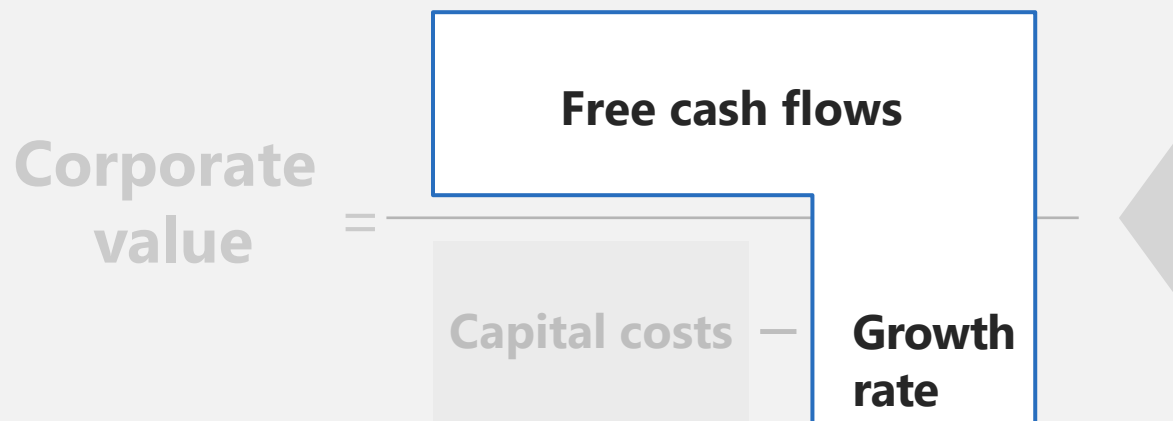 Free cash flows
Corporate
value
=
Capital costs –
Growth
rate